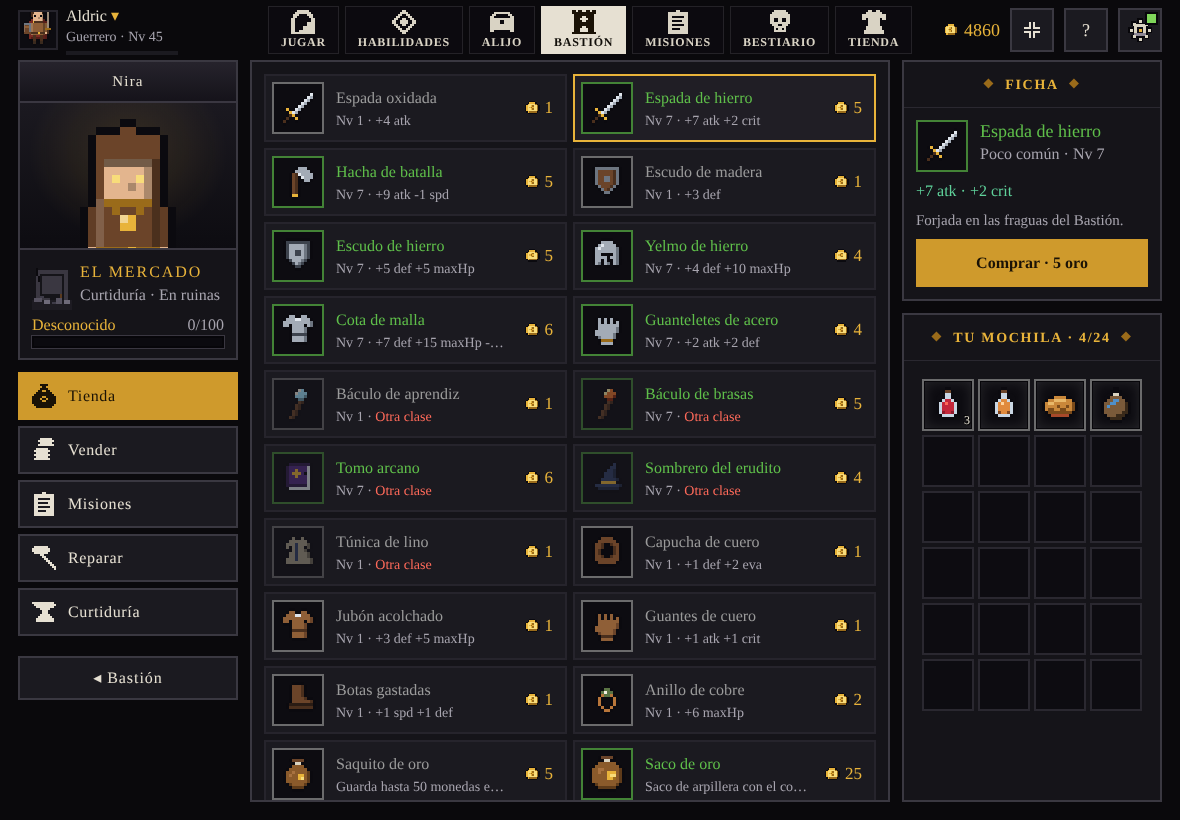 Aldric ▾
Guerrero · Nv 45
JUGAR
HABILIDADES
ALIJO
BASTIÓN
MISIONES
BESTIARIO
TIENDA
4860
?
Nira
EL MERCADO
Curtiduría · En ruinas
Desconocido 0/100
Tienda
Vender
Misiones
Reparar
Curtiduría
◂ Bastión
Espada oxidada
Nv 1 · +4 atk
1
Espada de hierro
Nv 7 · +7 atk +2 crit
5
Hacha de batalla
Nv 7 · +9 atk -1 spd
5
Escudo de madera
Nv 1 · +3 def
1
Escudo de hierro
Nv 7 · +5 def +5 maxHp
5
Yelmo de hierro
Nv 7 · +4 def +10 maxHp
4
Cota de malla
Nv 7 · +7 def +15 maxHp -…
6
Guanteletes de acero
Nv 7 · +2 atk +2 def
4
Báculo de aprendiz
Nv 1 · Otra clase
1
Báculo de brasas
Nv 7 · Otra clase
5
Tomo arcano
Nv 7 · Otra clase
6
Sombrero del erudito
Nv 7 · Otra clase
4
Túnica de lino
Nv 1 · Otra clase
1
Capucha de cuero
Nv 1 · +1 def +2 eva
1
Jubón acolchado
Nv 1 · +3 def +5 maxHp
1
Guantes de cuero
Nv 1 · +1 atk +1 crit
1
Botas gastadas
Nv 1 · +1 spd +1 def
1
Anillo de cobre
Nv 1 · +6 maxHp
2
Saquito de oro
Guarda hasta 50 monedas e…
5
Saco de oro
Saco de arpillera con el co…
25
◆ FICHA ◆
Espada de hierro
Poco común · Nv 7
+7 atk · +2 crit
Forjada en las fraguas del Bastión.
Comprar · 5 oro
◆ TU MOCHILA · 4/24 ◆
3